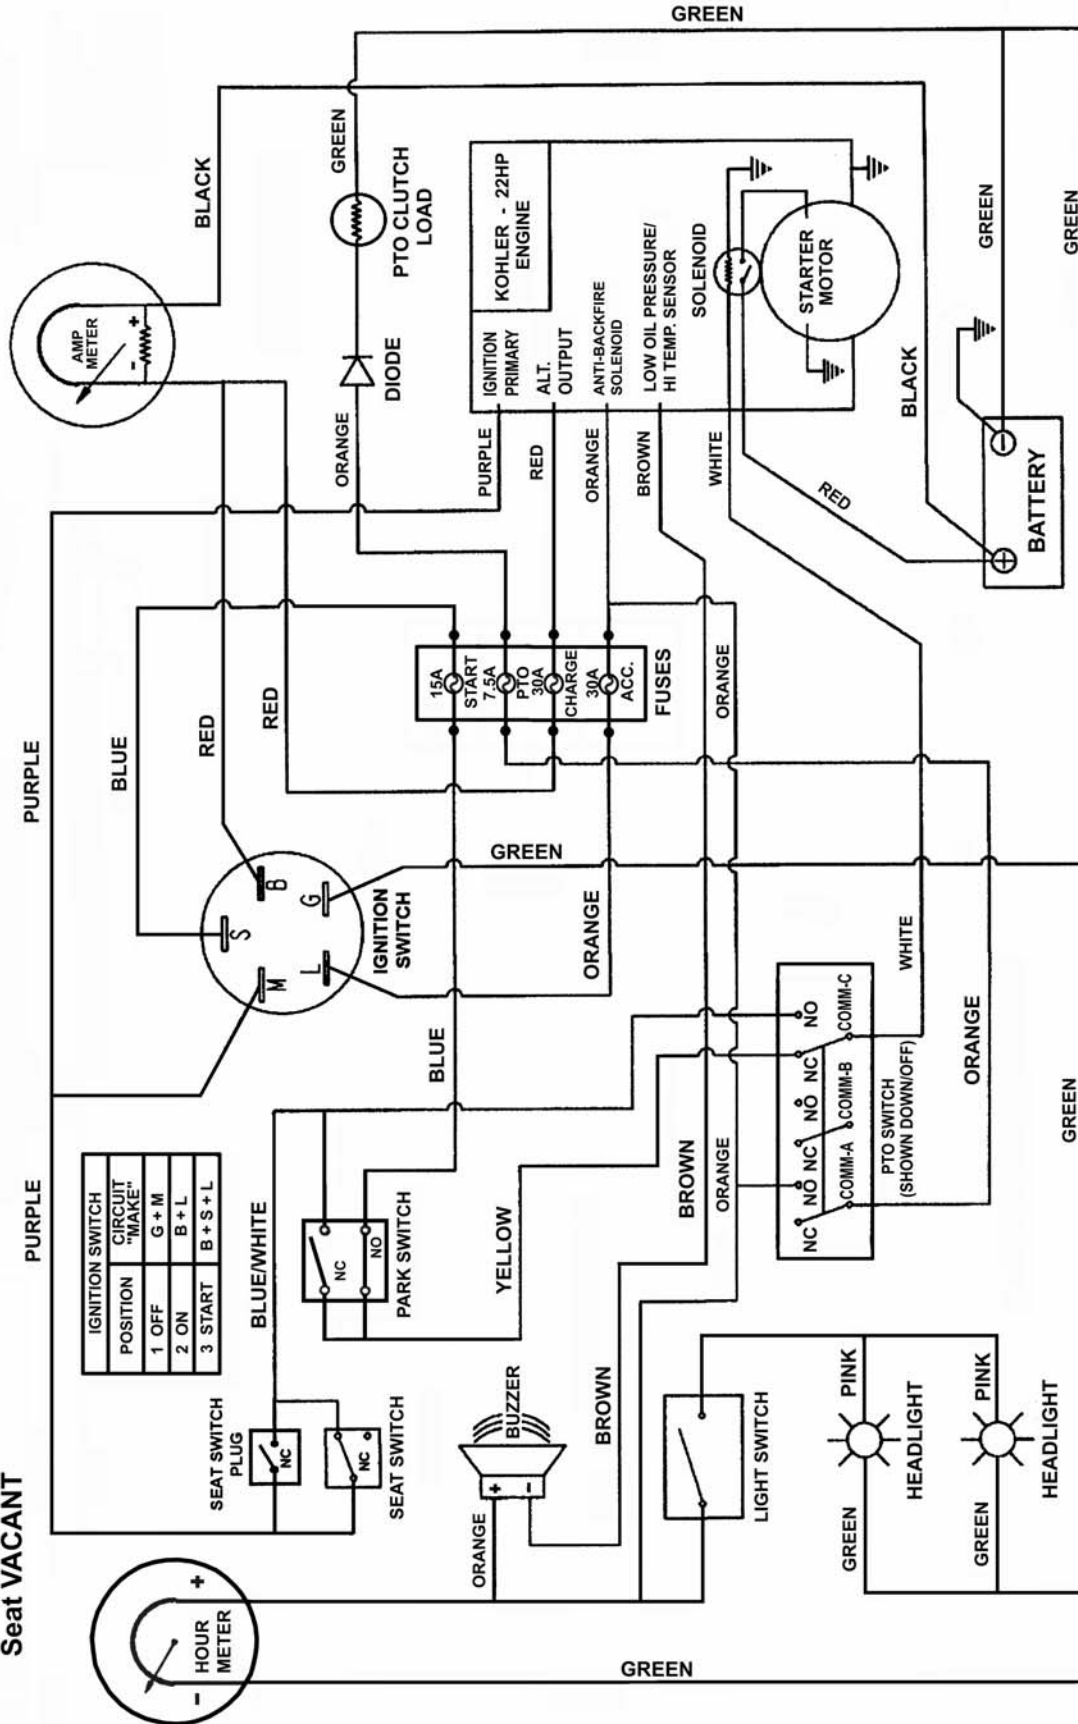 Seat VACANT
GREEN
BLACK
GREEN
PTO CLUTCH
LOAD
AMP
METER
-
+
DIODE
ORANGE
KOHLER - 22HP
ENGINE
IGNITION
PRIMARY
ALT.
OUTPUT
ANTI-BACKFIRE
SOLENOID
LOW OIL PRESSURE/
HI TEMP. SENSOR
SOLENOID
STARTER
MOTOR
GREEN
GREEN
BLACK
PURPLE
RED
ORANGE
BROWN
WHITE
RED
BATTERY
-
+
PURPLE
BLUE
RED
RED
15A
START
7.5A
PTO
30A
CHARGE
30A
ACC.
FUSES
ORANGE
GREEN
S
B
M
G
L
IGNITION
SWITCH
ORANGE
BLUE
WHITE
ORANGE
PURPLE
IGNITION SWITCH
POSITION
CIRCUIT
"MAKE"
1 OFF
G + M
2 ON
B + L
3 START
B + S + L
BLUE/WHITE
NC
NO
PARK SWITCH
YELLOW
BROWN
ORANGE
NC
NO
NC
NO
NC
NO
COMM-A
COMM-B
COMM-C
PTO SWITCH
(SHOWN DOWN/OFF)
GREEN
SEAT SWITCH
PLUG
NC
NC
SEAT SWITCH
+
-
BUZZER
BROWN
ORANGE
LIGHT SWITCH
PINK
PINK
HEADLIGHT
HEADLIGHT
GREEN
GREEN
HOUR
METER
-
+
GREEN